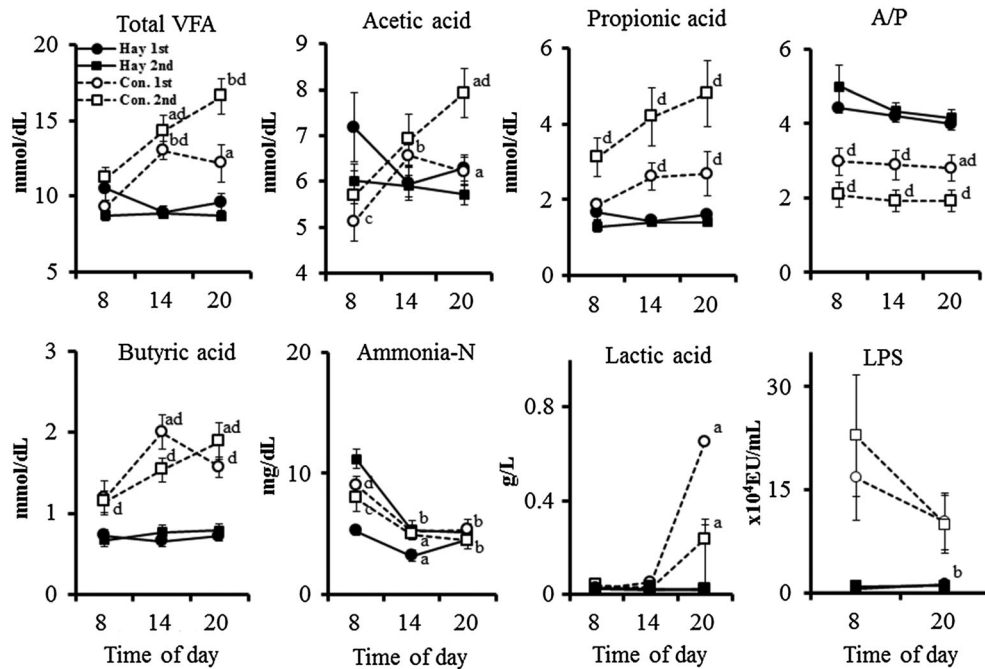 Total VFA
mmol/dL
20
15
10
5
Hay 1st
Hay 2nd
Con. 1st
Con. 2nd
bd
ad
bd
a
8 14 20
Acetic acid
mmol/dL
9
8
7
6
5
4
ad
b
a
c
8 14 20
Propionic acid
mmol/dL
6
4
2
0
d
d
d
8 14 20
A/P
6
4
2
0
d
d
ad
d
d
d
8 14 20
Butyric acid
mmol/dL
3
2
1
0
ad
ad
d
d
d
8 14 20
Time of day
Ammonia-N
mg/dL
20
10
0
d
c
b
b
a
b
a
8 14 20
Time of day
Lactic acid
g/L
0.8
0.4
0
a
a
8 14 20
Time of day
LPS
x10⁴EU/mL
30
15
0
b
8 20
Time of day